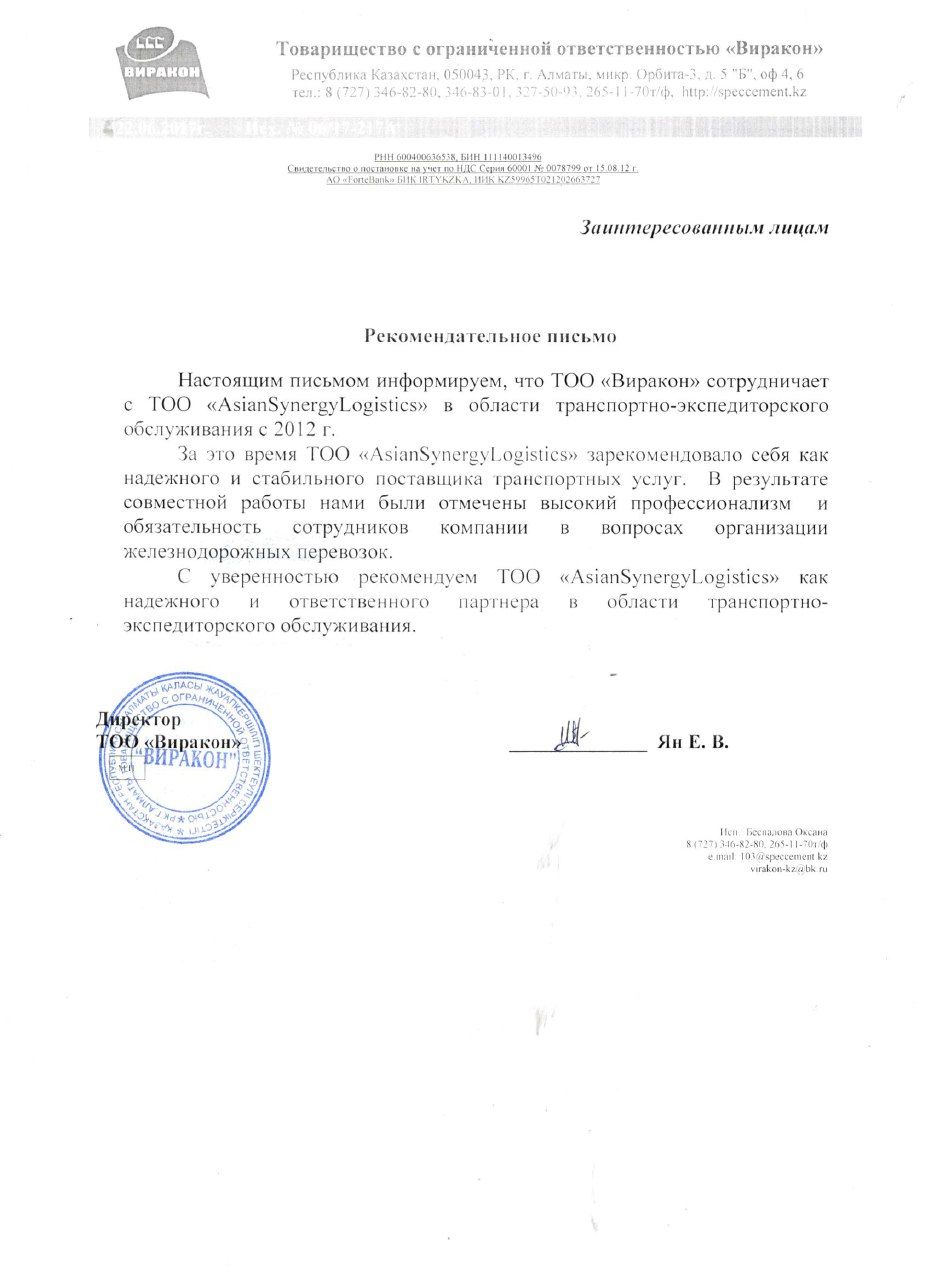 ССС
ВИРАКОН
Товарищество с ограниченной ответственностью «Виракон»
Республика Казахстан, 050043, РК, г. Алматы, микр. Орбита-3, д. 5 "Б", оф.4, 6
тел.: 8 (727) 346-82-80, 346-83-01, 327-50-93, 265-11-70т/ф, http://speccement.kz
РНН 600400636538, БИН 111140013496
Свидетельство о постановке на учет по НДС Серия 60001 № 0078799 от 15.08.12 г.
АО «ForteBank» БИК IRTYKZKA, ИИК KZ59965T021202663727
Заинтересованным лицам
Рекомендательное письмо
Настоящим письмом информируем, что ТОО «Виракон» сотрудничает
с ТОО «AsianSynergyLogistics» в области транспортно-экспедиторского
обслуживания с 2012 г.
За это время ТОО «AsianSynergyLogistics» зарекомендовало себя как
надежного и стабильного поставщика транспортных услуг. В результате
совместной работы нами были отмечены высокий профессионализм и
обязательность сотрудников компании в вопросах организации
железнодорожных перевозок.
С уверенностью рекомендуем ТОО «AsianSynergyLogistics» как
надежного и ответственного партнера в области транспортно-
экспедиторского обслуживания.
Директор
ТОО «Виракон»
М.П.
"ВИРАКОН"
Ян Е. В.
Исп. Беспалова Оксана
8 (727) 346-82-80, 265-11-70т/ф
e.mail: 103@speccement.kz
virakon-kz@bk.ru